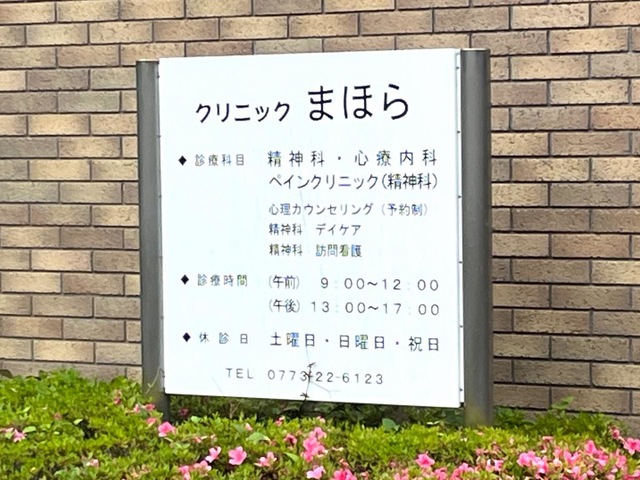 クリニック まほら
◆ 診療科目 精神科・心療内科
ペインクリニック(精神科)
心理カウンセリング（予約制）
精神科 デイケア
精神科 訪問看護
◆ 診療時間 (午前) 9：00～12：00
(午後) 13：00～17：00
◆ 休診日 土曜日・日曜日・祝日
TEL 0773-22-6123